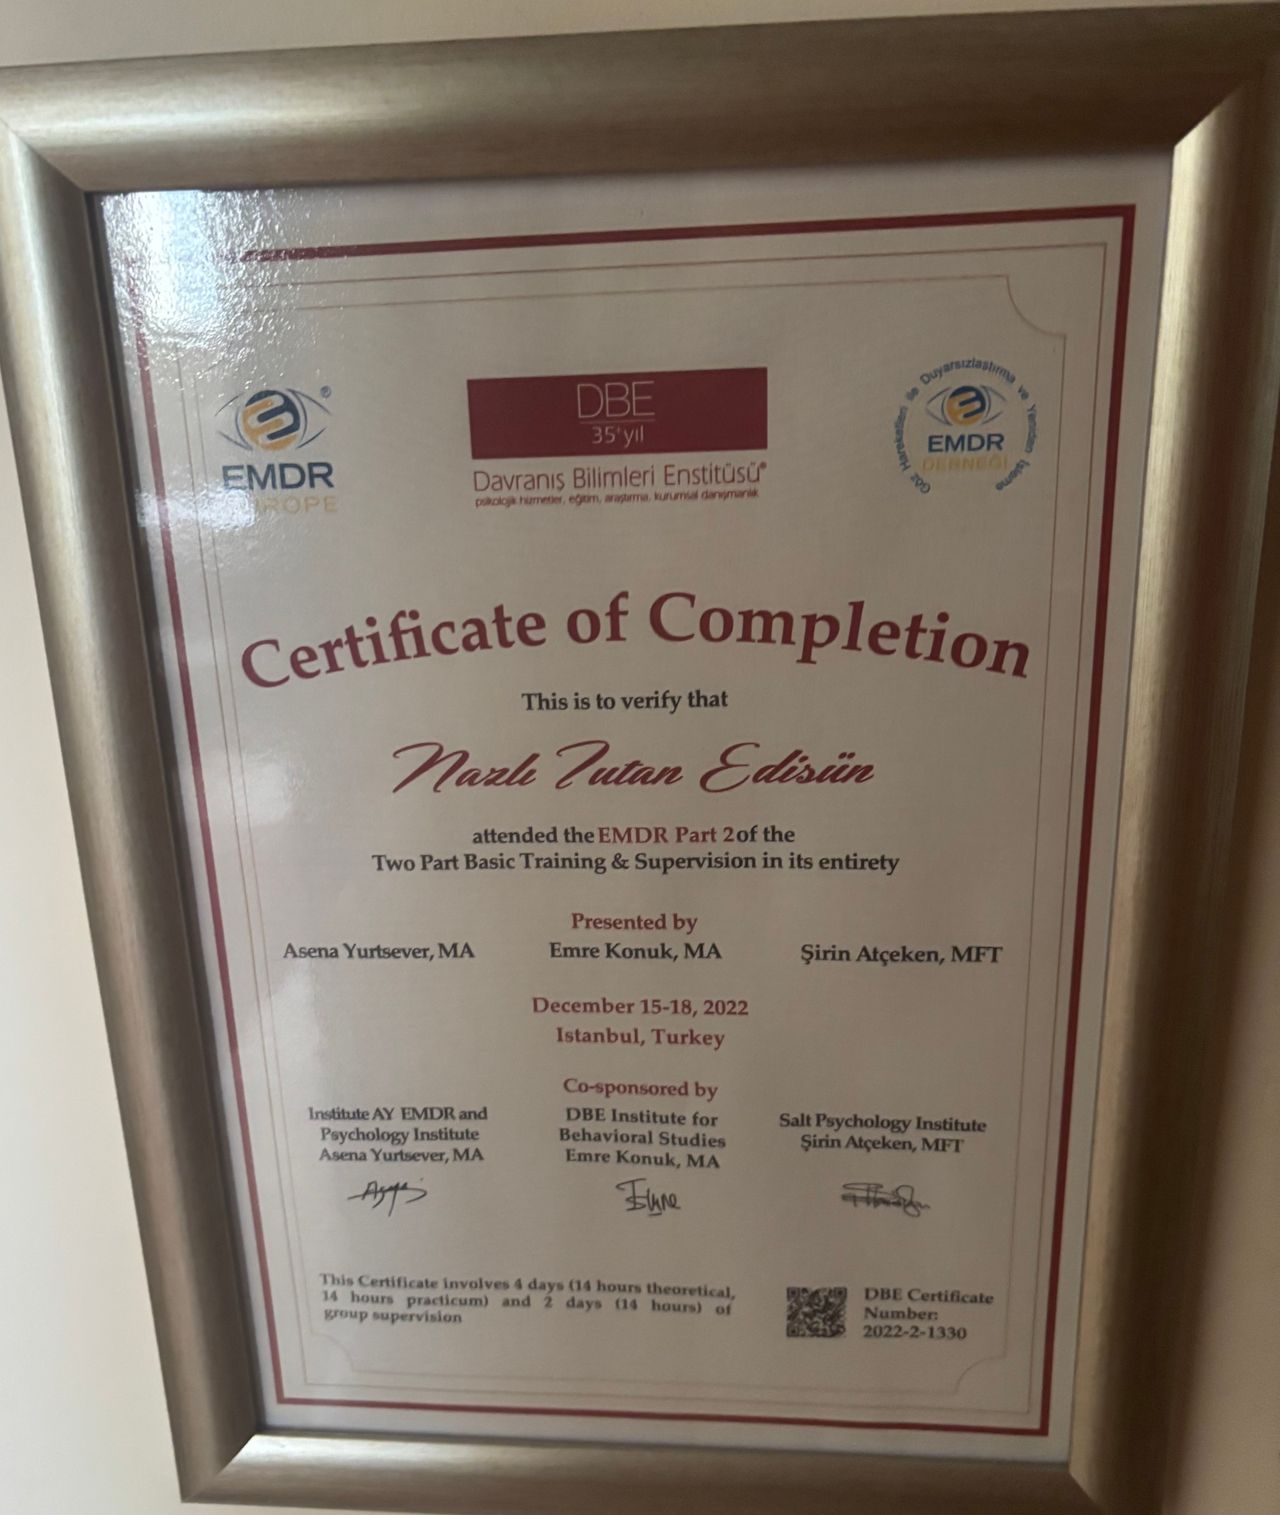 EMDR
EUROPE
DBE
35'yıl
Davranış Bilimleri Enstitüsü®
psikolojik hizmetler, eğitim, araştırma, kurumsal danışmanlık
Göz Hareketleri ile Duyarsızlaştırma ve Yeniden İşleme
EMDR
DERNEĞİ
Certificate of Completion
This is to verify that
Nazlı Tutan Edisün
attended the EMDR Part 2 of the
Two Part Basic Training & Supervision in its entirety
Presented by
Asena Yurtsever, MA Emre Konuk, MA Şirin Atçeken, MFT
December 15-18, 2022
Istanbul, Turkey
Co-sponsored by
Institute AY EMDR and
Psychology Institute
Asena Yurtsever, MA
DBE Institute for
Behavioral Studies
Emre Konuk, MA
Salt Psychology Institute
Şirin Atçeken, MFT
This Certificate involves 4 days (14 hours theoretical,
14 hours practicum) and 2 days (14 hours) of
group supervision
DBE Certificate
Number:
2022-2-1330